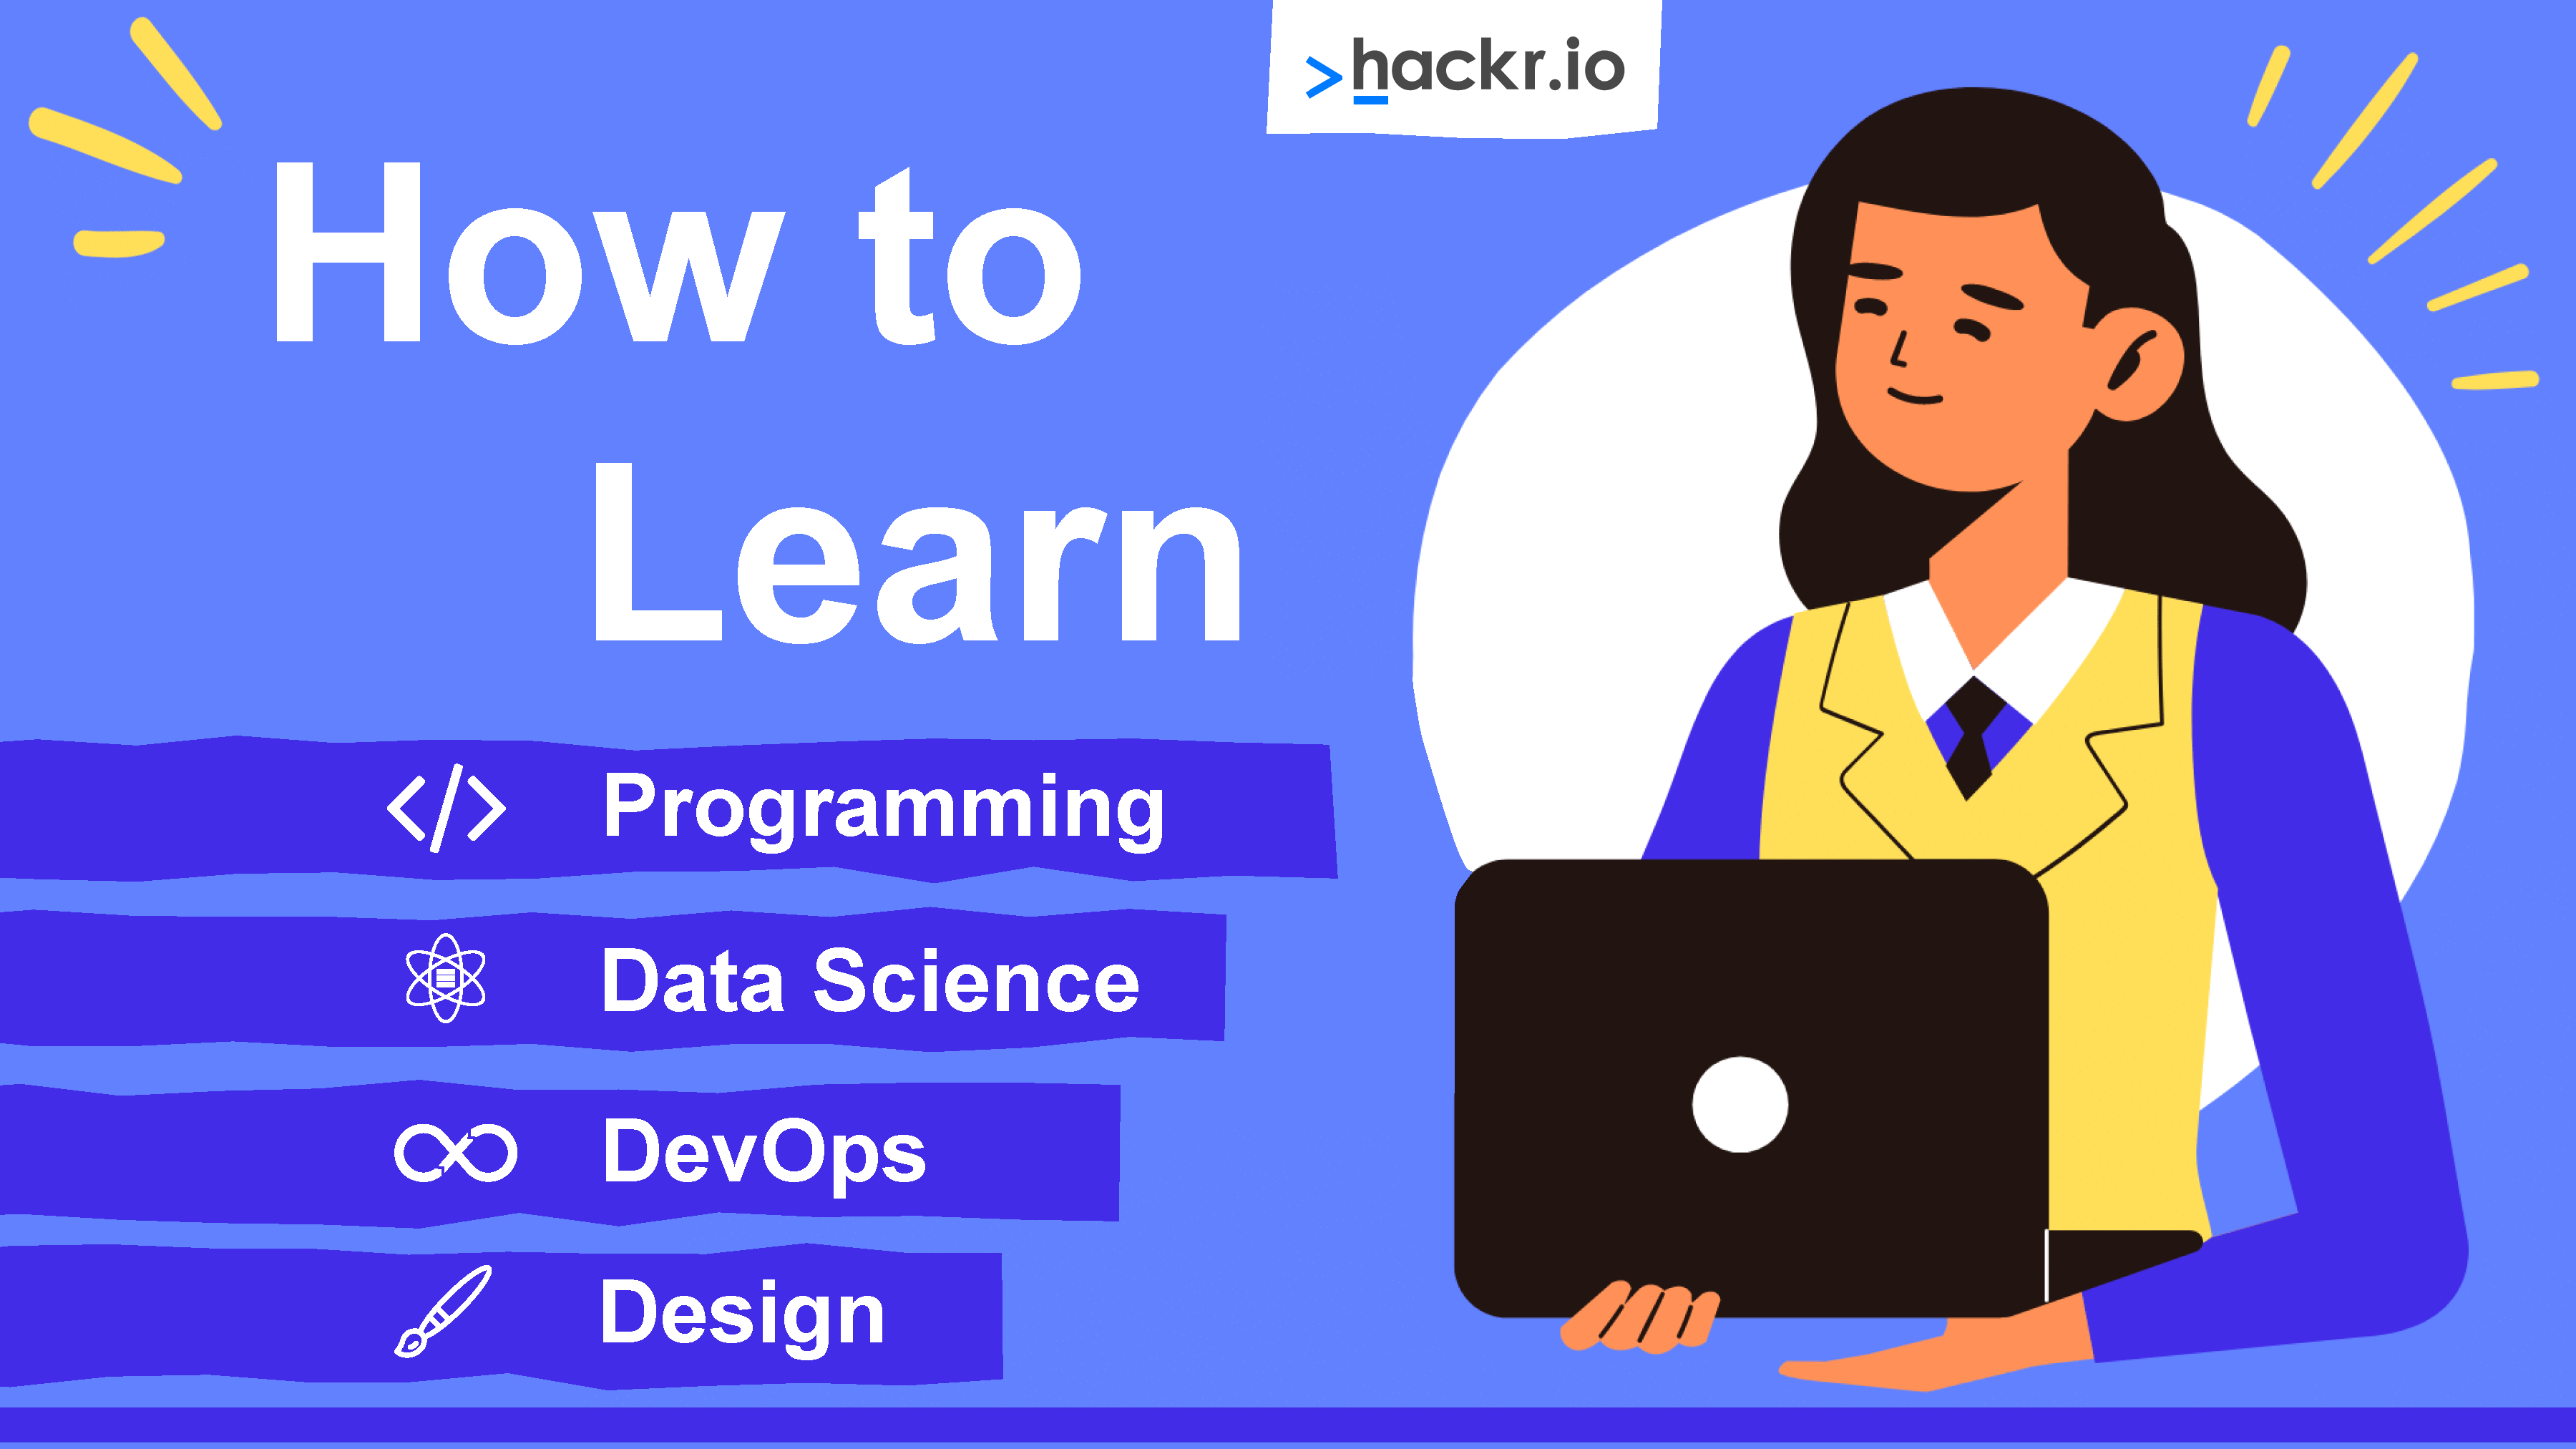 >hackr.io
How to
Learn
</> Programming
Data Science
DevOps
Design